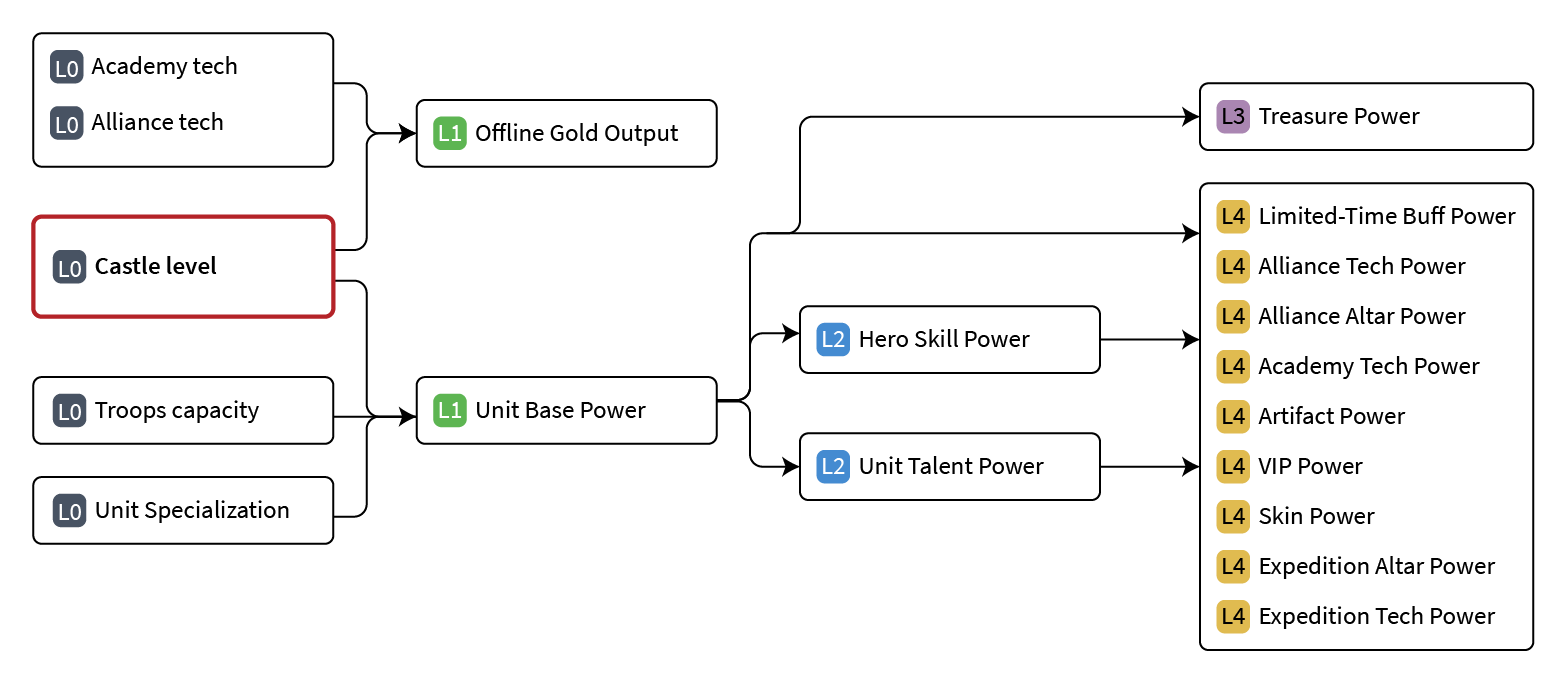 L0 Academy tech
L0 Alliance tech
L0 Castle level
L0 Troops capacity
L0 Unit Specialization
L1 Offline Gold Output
L1 Unit Base Power
L2 Hero Skill Power
L2 Unit Talent Power
L3 Treasure Power
L4 Limited-Time Buff Power
L4 Alliance Tech Power
L4 Alliance Altar Power
L4 Academy Tech Power
L4 Artifact Power
L4 VIP Power
L4 Skin Power
L4 Expedition Altar Power
L4 Expedition Tech Power